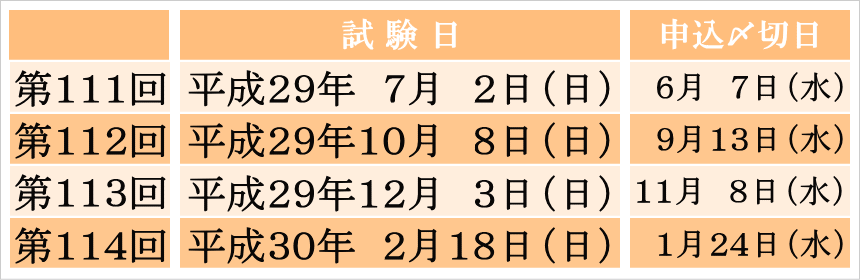 試験日 申込〆切日
第111回 平成29年 7月 2日(日) 6月 7日(水)
第112回 平成29年10月 8日(日) 9月13日(水)
第113回 平成29年12月 3日(日) 11月 8日(水)
第114回 平成30年 2月18日(日) 1月24日(水)